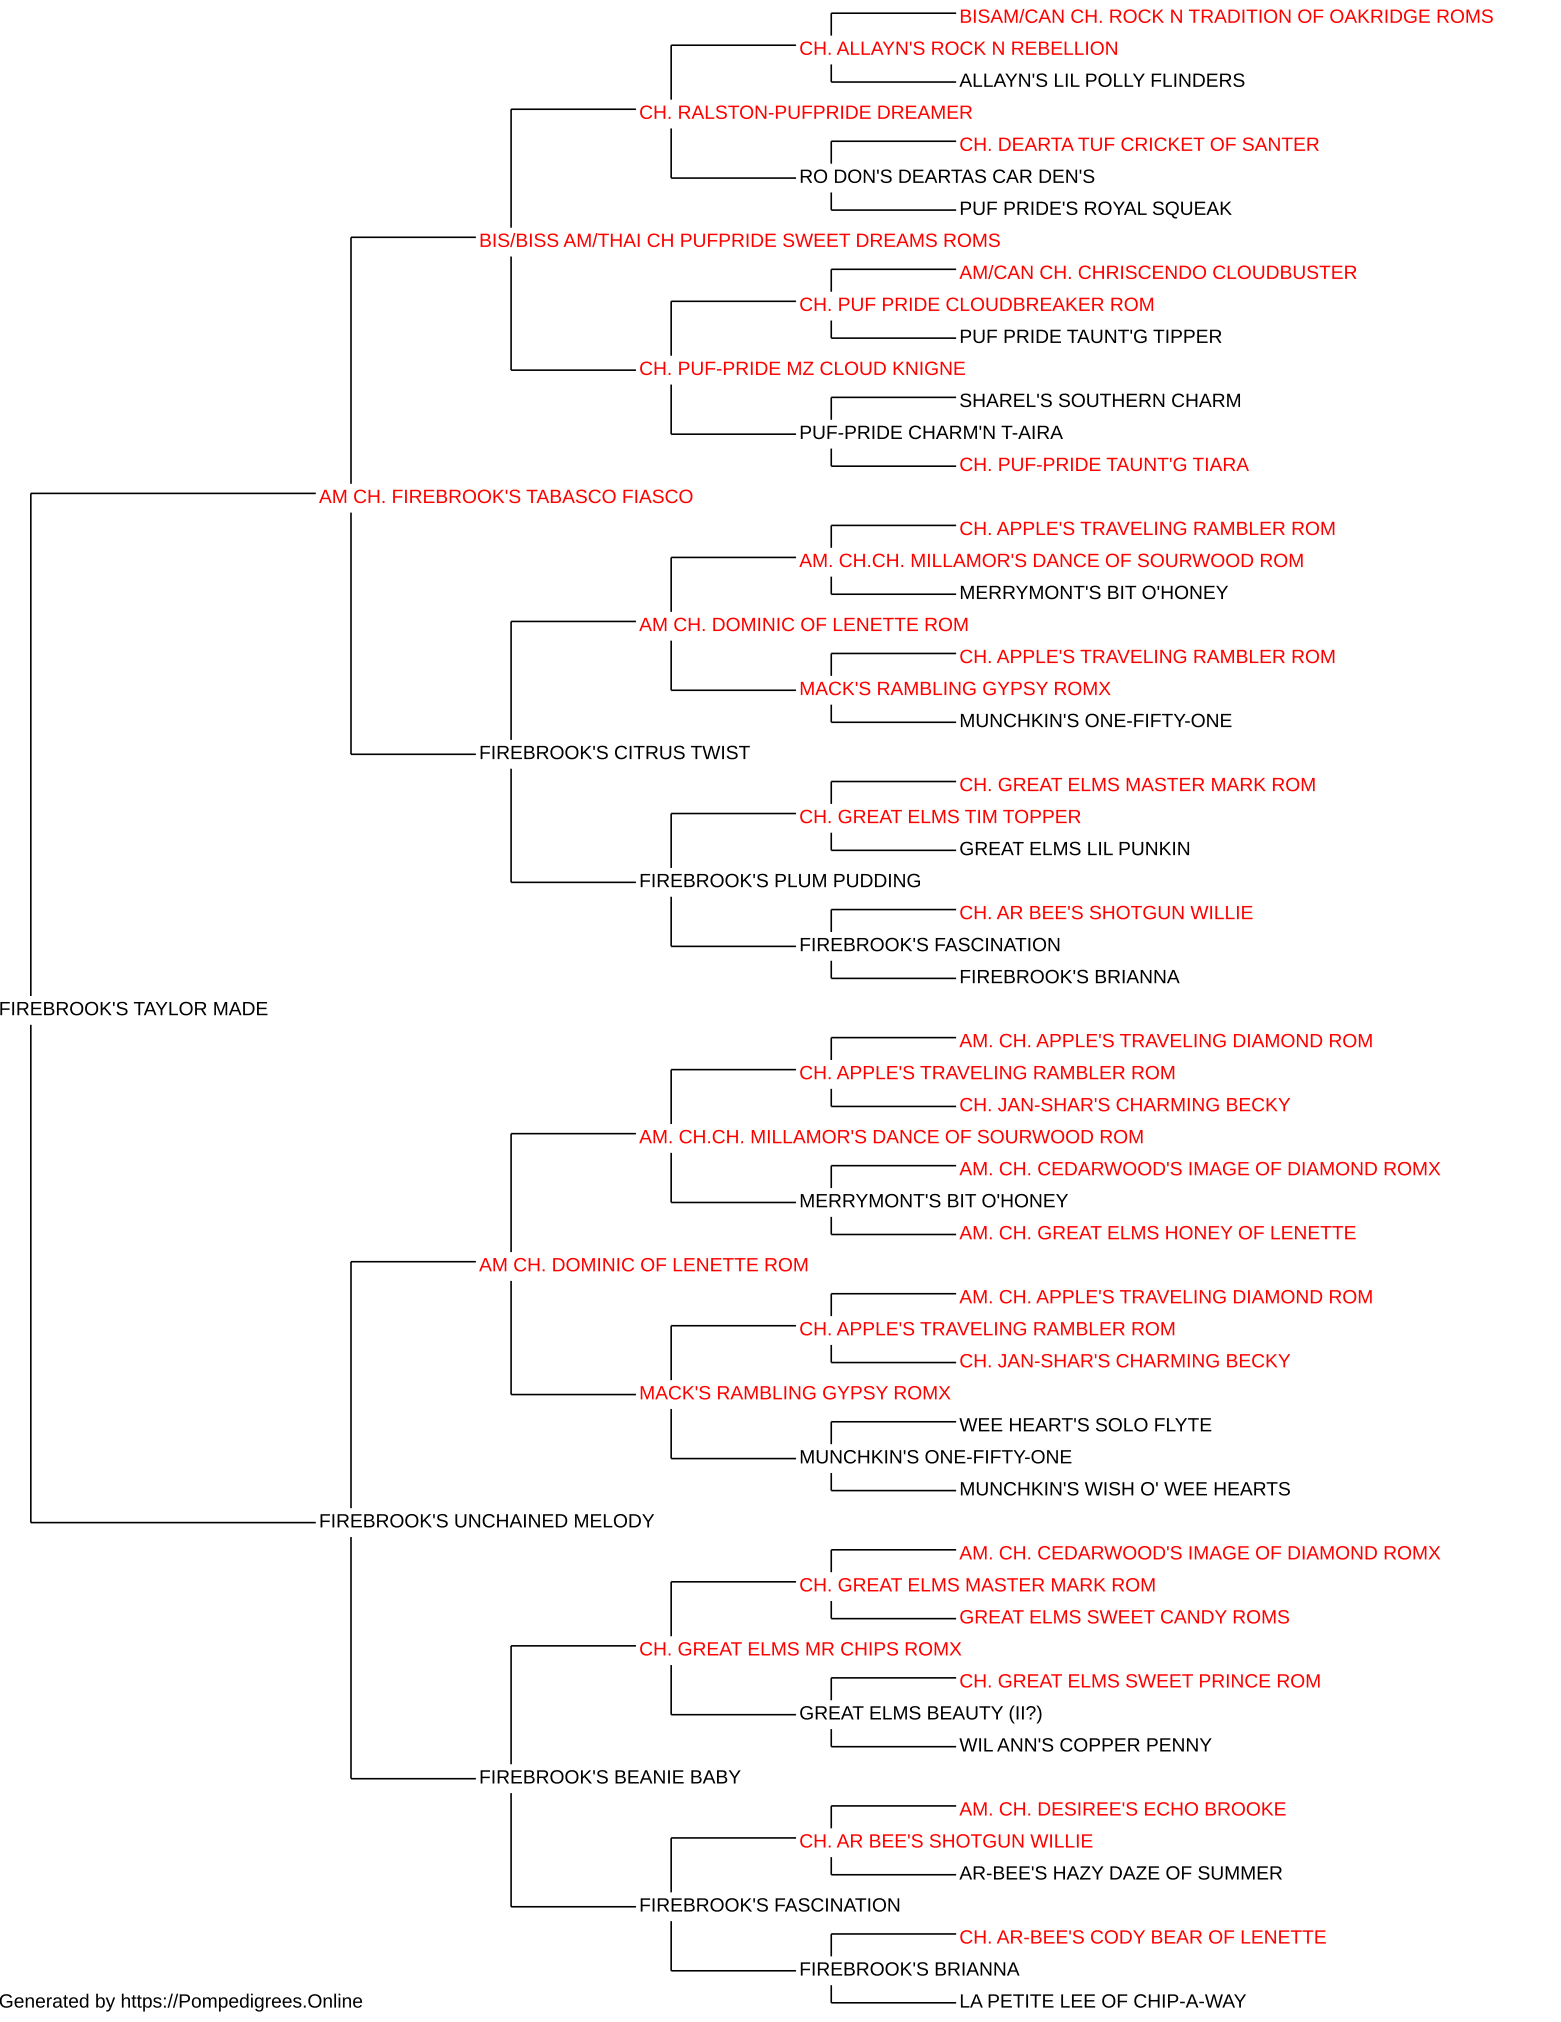 BISAM/CAN CH. ROCK N TRADITION OF OAKRIDGE ROMS
CH. ALLAYN'S ROCK N REBELLION
ALLAYN'S LIL POLLY FLINDERS
CH. RALSTON-PUFPRIDE DREAMER
CH. DEARTA TUF CRICKET OF SANTER
RO DON'S DEARTAS CAR DEN'S
PUF PRIDE'S ROYAL SQUEAK
BIS/BISS AM/THAI CH PUFPRIDE SWEET DREAMS ROMS
AM/CAN CH. CHRISCENDO CLOUDBUSTER
CH. PUF PRIDE CLOUDBREAKER ROM
PUF PRIDE TAUNT'G TIPPER
CH. PUF-PRIDE MZ CLOUD KNIGNE
SHAREL'S SOUTHERN CHARM
PUF-PRIDE CHARM'N T-AIRA
CH. PUF-PRIDE TAUNT'G TIARA
AM CH. FIREBROOK'S TABASCO FIASCO
CH. APPLE'S TRAVELING RAMBLER ROM
AM. CH.CH. MILLAMOR'S DANCE OF SOURWOOD ROM
MERRYMONT'S BIT O'HONEY
AM CH. DOMINIC OF LENETTE ROM
CH. APPLE'S TRAVELING RAMBLER ROM
MACK'S RAMBLING GYPSY ROMX
MUNCHKIN'S ONE-FIFTY-ONE
FIREBROOK'S CITRUS TWIST
CH. GREAT ELMS MASTER MARK ROM
CH. GREAT ELMS TIM TOPPER
GREAT ELMS LIL PUNKIN
FIREBROOK'S PLUM PUDDING
CH. AR BEE'S SHOTGUN WILLIE
FIREBROOK'S FASCINATION
FIREBROOK'S BRIANNA
FIREBROOK'S TAYLOR MADE
AM. CH. APPLE'S TRAVELING DIAMOND ROM
CH. APPLE'S TRAVELING RAMBLER ROM
CH. JAN-SHAR'S CHARMING BECKY
AM. CH.CH. MILLAMOR'S DANCE OF SOURWOOD ROM
AM. CH. CEDARWOOD'S IMAGE OF DIAMOND ROMX
MERRYMONT'S BIT O'HONEY
AM. CH. GREAT ELMS HONEY OF LENETTE
AM CH. DOMINIC OF LENETTE ROM
AM. CH. APPLE'S TRAVELING DIAMOND ROM
CH. APPLE'S TRAVELING RAMBLER ROM
CH. JAN-SHAR'S CHARMING BECKY
MACK'S RAMBLING GYPSY ROMX
WEE HEART'S SOLO FLYTE
MUNCHKIN'S ONE-FIFTY-ONE
MUNCHKIN'S WISH O' WEE HEARTS
FIREBROOK'S UNCHAINED MELODY
AM. CH. CEDARWOOD'S IMAGE OF DIAMOND ROMX
CH. GREAT ELMS MASTER MARK ROM
GREAT ELMS SWEET CANDY ROMS
CH. GREAT ELMS MR CHIPS ROMX
CH. GREAT ELMS SWEET PRINCE ROM
GREAT ELMS BEAUTY (II?)
WIL ANN'S COPPER PENNY
FIREBROOK'S BEANIE BABY
AM. CH. DESIREE'S ECHO BROOKE
CH. AR BEE'S SHOTGUN WILLIE
AR-BEE'S HAZY DAZE OF SUMMER
FIREBROOK'S FASCINATION
CH. AR-BEE'S CODY BEAR OF LENETTE
FIREBROOK'S BRIANNA
LA PETITE LEE OF CHIP-A-WAY
Generated by https://Pompedigrees.Online